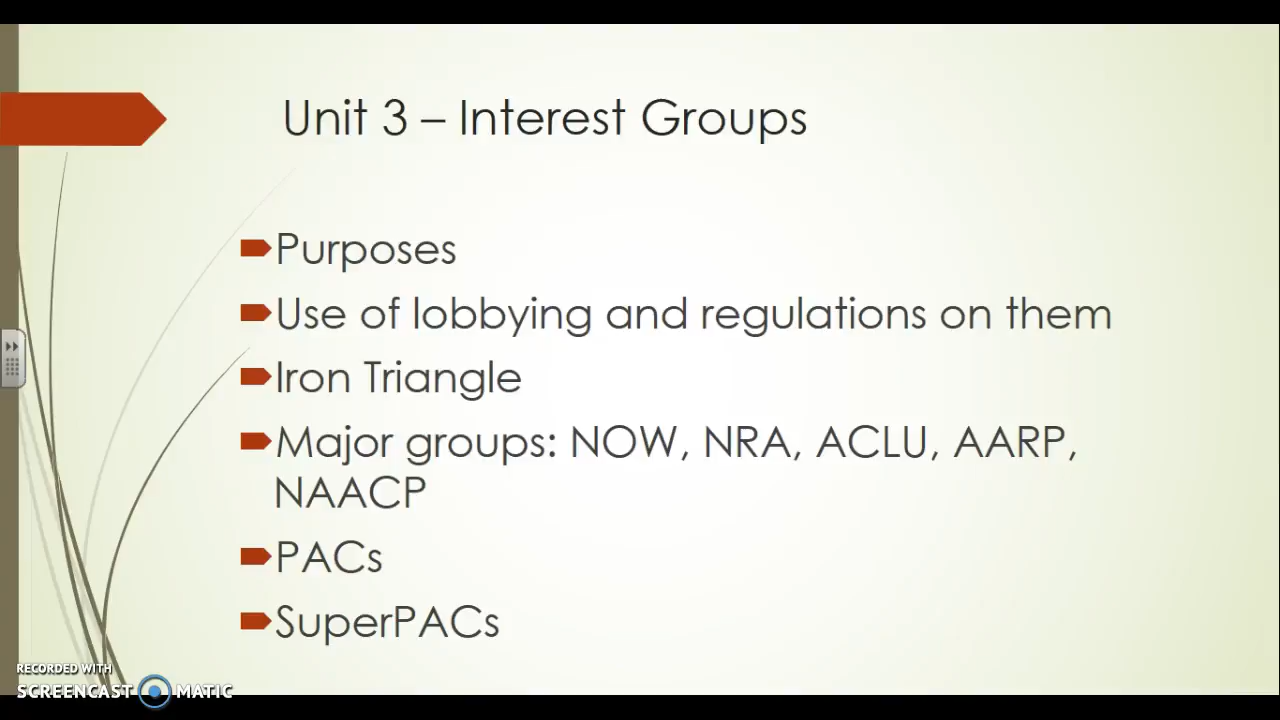 Unit 3 – Interest Groups
Purposes
Use of lobbying and regulations on them
Iron Triangle
Major groups: NOW, NRA, ACLU, AARP,
NAACP
PACs
SuperPACs
RECORDED WITH
SCREENCAST MATIC